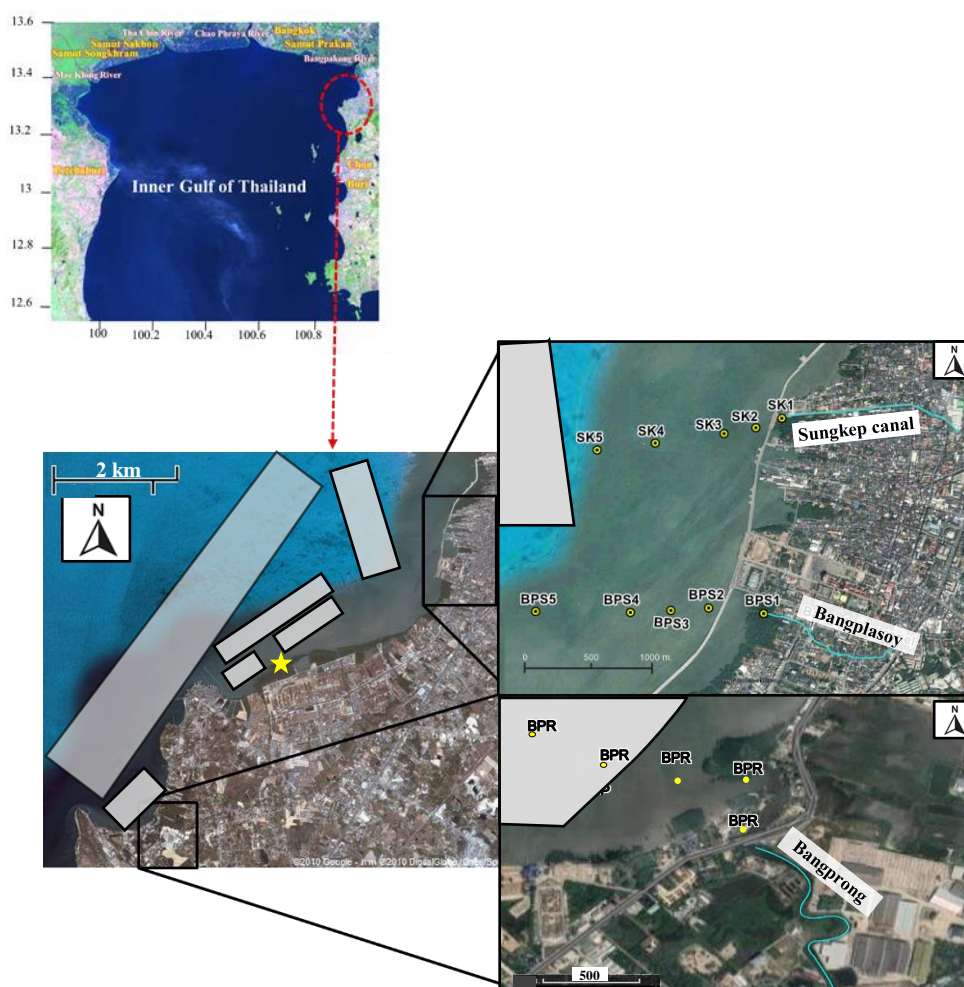 13.6
13.4
13.2
13
12.8
12.6
Tha Chin River
Chao Phraya River
Bangkok
Samut Sakhon
Samut Prakan
Samut Songkhram
Bangpakong River
Mae Klong River
Petchaburi
Chon
Buri
Inner Gulf of Thailand
100
100.2
100.4
100.6
100.8
2 km
N
N
SK1
SK2
SK3
SK4
SK5
Sungkep canal
BPS5
BPS4
BPS3
BPS2
BPS1
Bangplasoy
0
500
1000 m.
N
BPR
BPR
BPR
BPR
BPR
Bangprong
500
©2010 Google